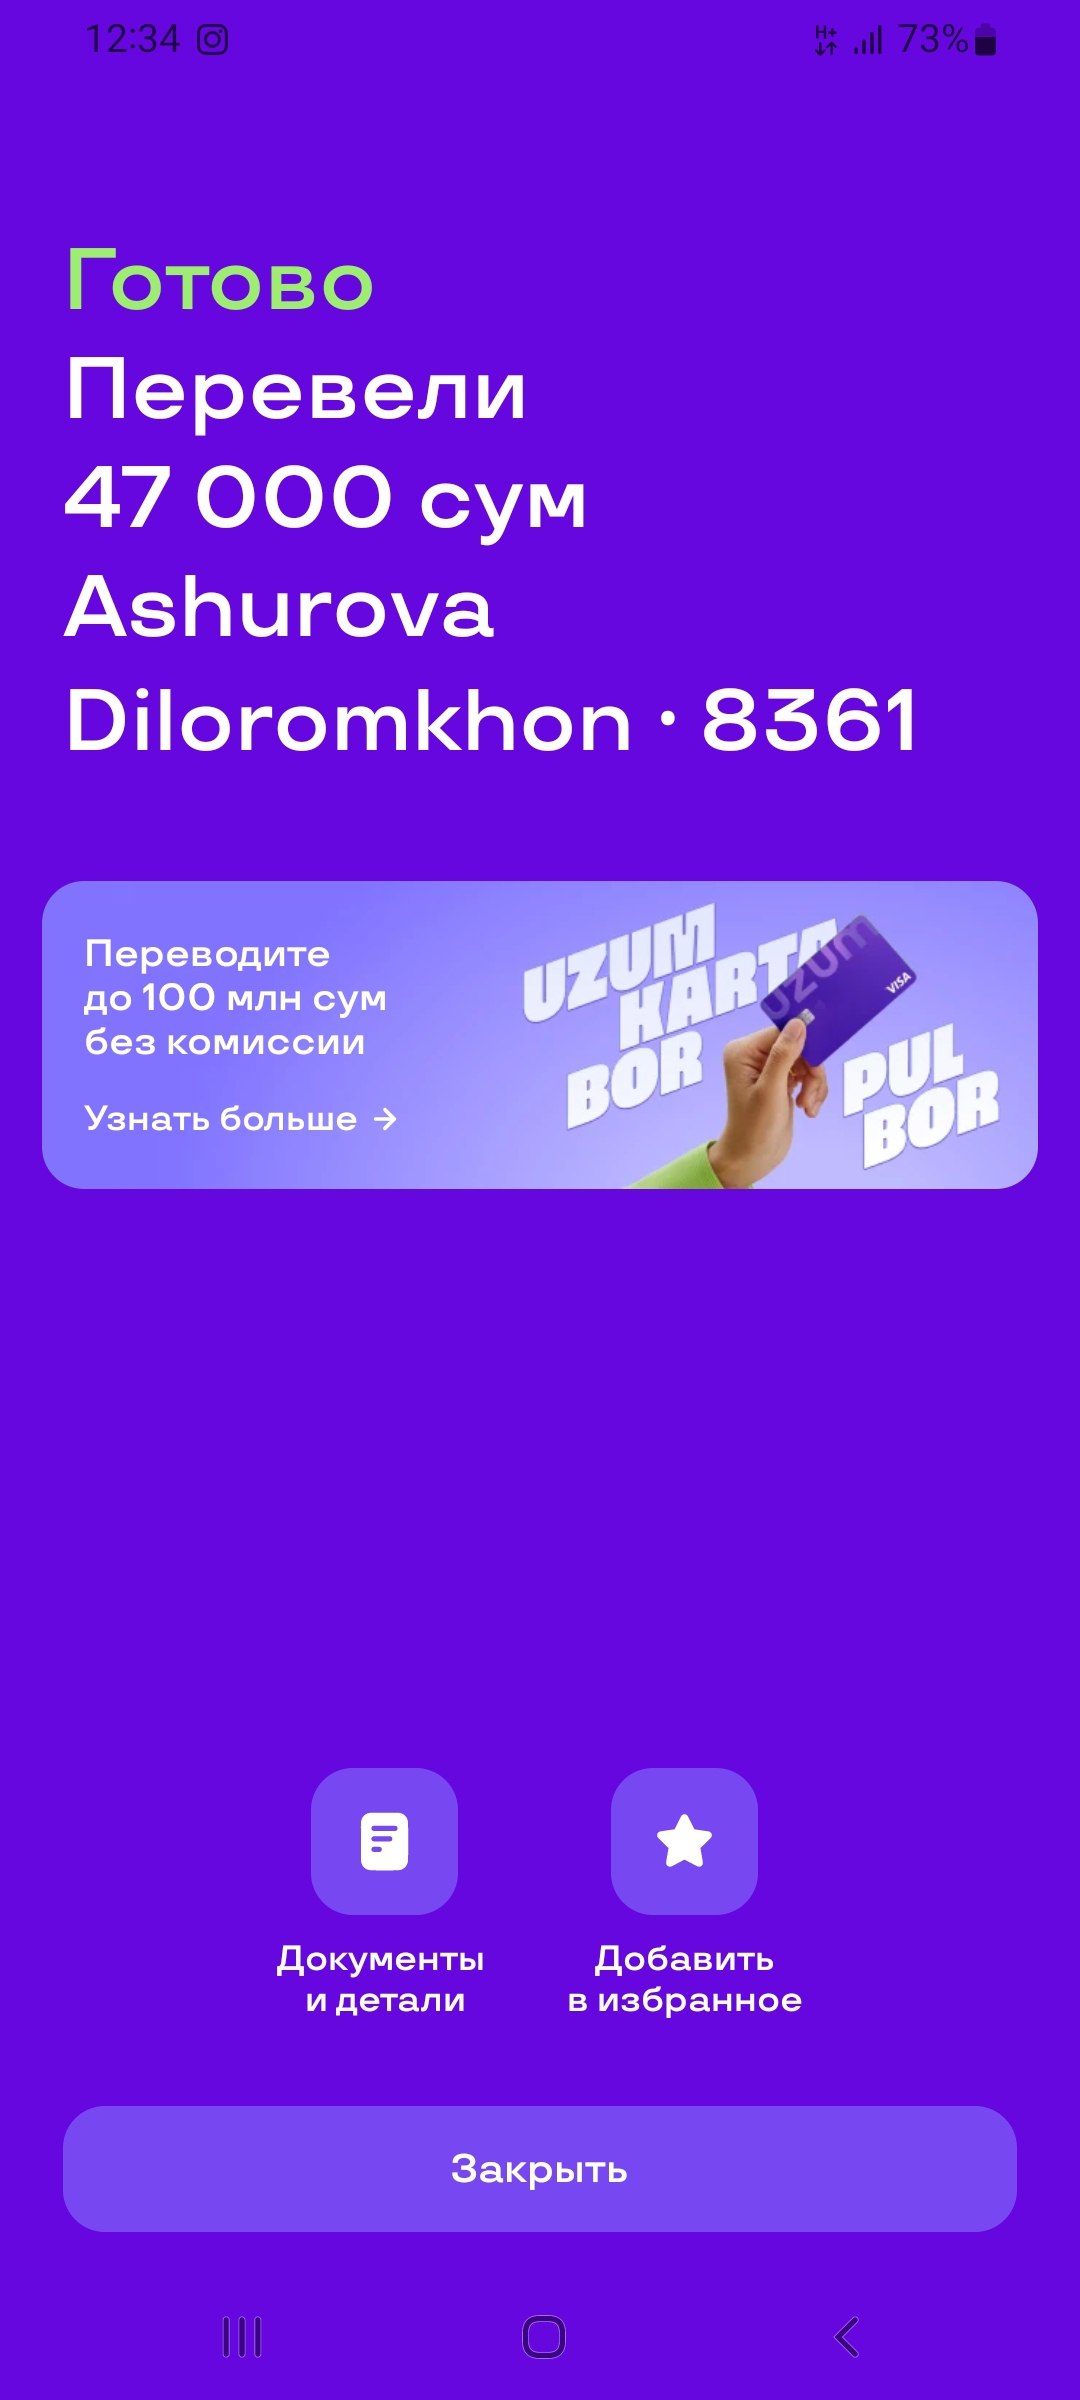 12:34
H+
73%
Готово
Перевели
47 000 сум
Ashurova
Diloromkhon · 8361
Переводите
до 100 млн сум
без комиссии
Узнать больше →
UZUM
KARTA
BOR
uzum
VISA
PUL
BOR
Документы
и детали
Добавить
в избранное
Закрыть